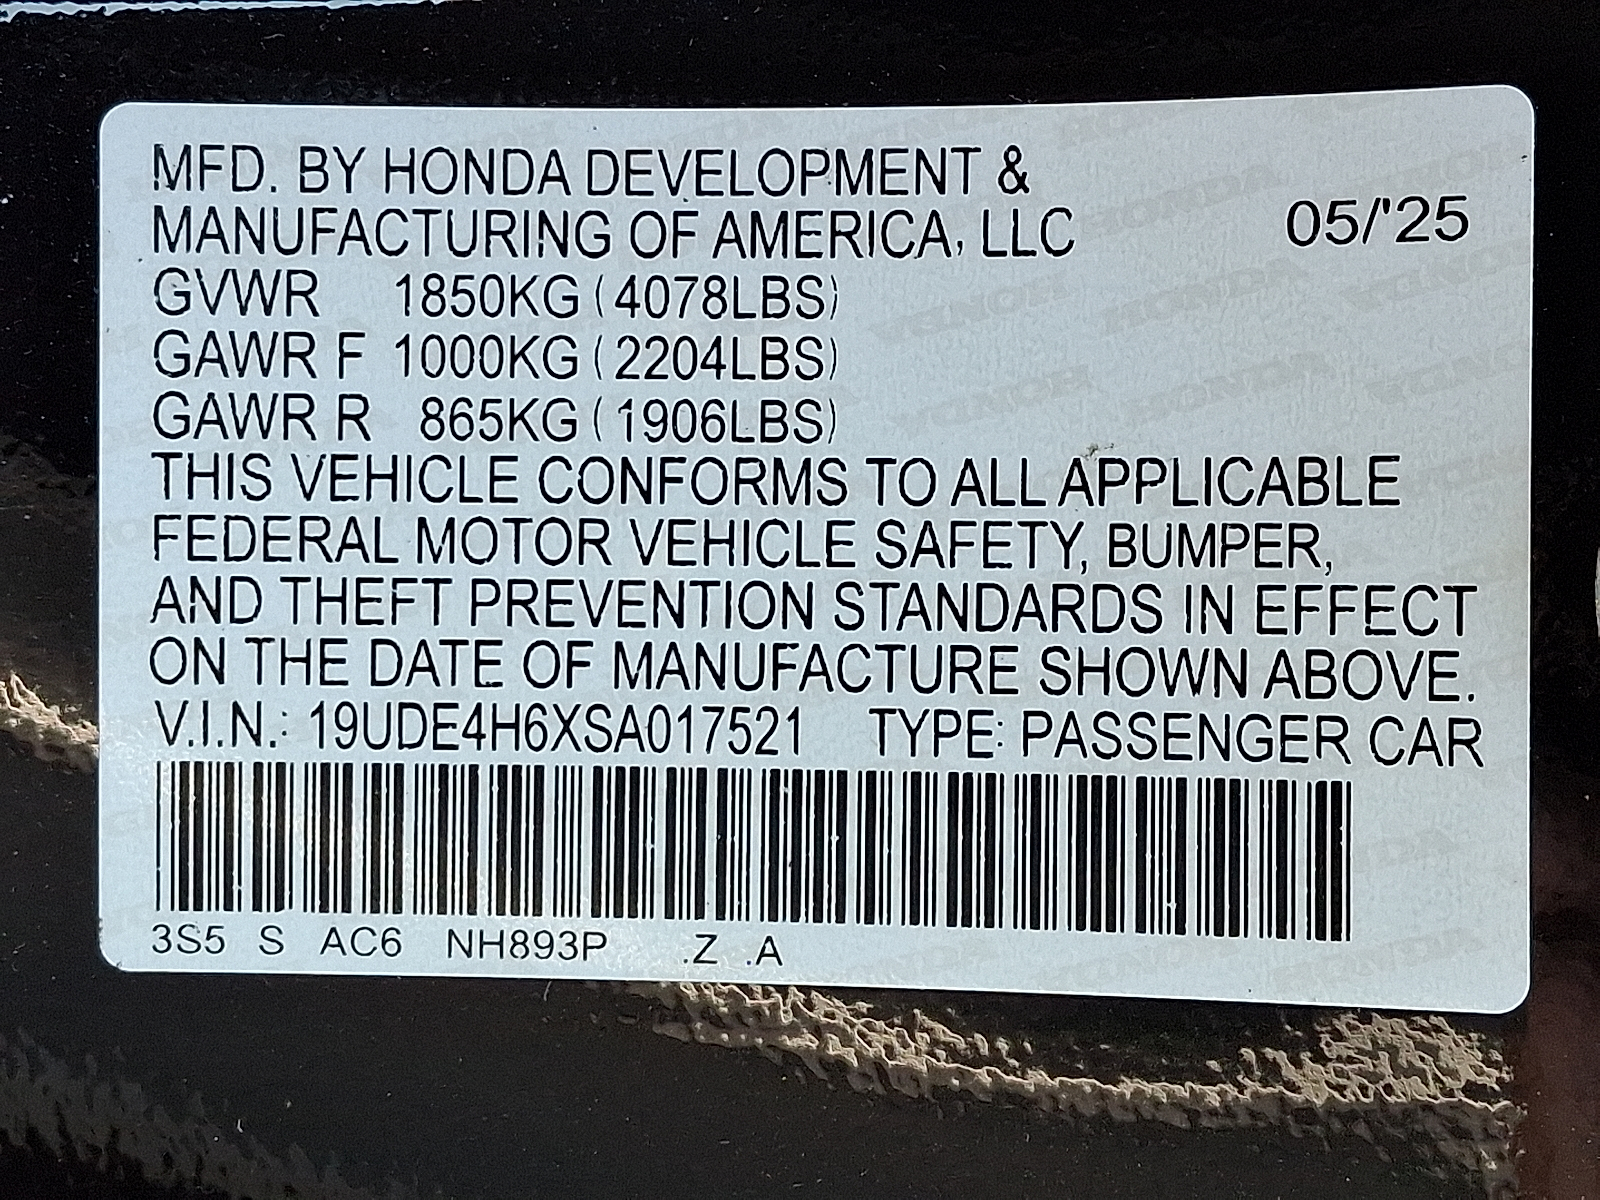 MFD. BY HONDA DEVELOPMENT &
MANUFACTURING OF AMERICA, LLC 05/'25
GVWR 1850KG (4078LBS)
GAWR F 1000KG (2204LBS)
GAWR R 865KG (1906LBS)
THIS VEHICLE CONFORMS TO ALL APPLICABLE
FEDERAL MOTOR VEHICLE SAFETY, BUMPER,
AND THEFT PREVENTION STANDARDS IN EFFECT
ON THE DATE OF MANUFACTURE SHOWN ABOVE.
V.I.N.: 19UDE4H6XSA017521 TYPE: PASSENGER CAR
3S5 S AC6 NH893P .Z .A